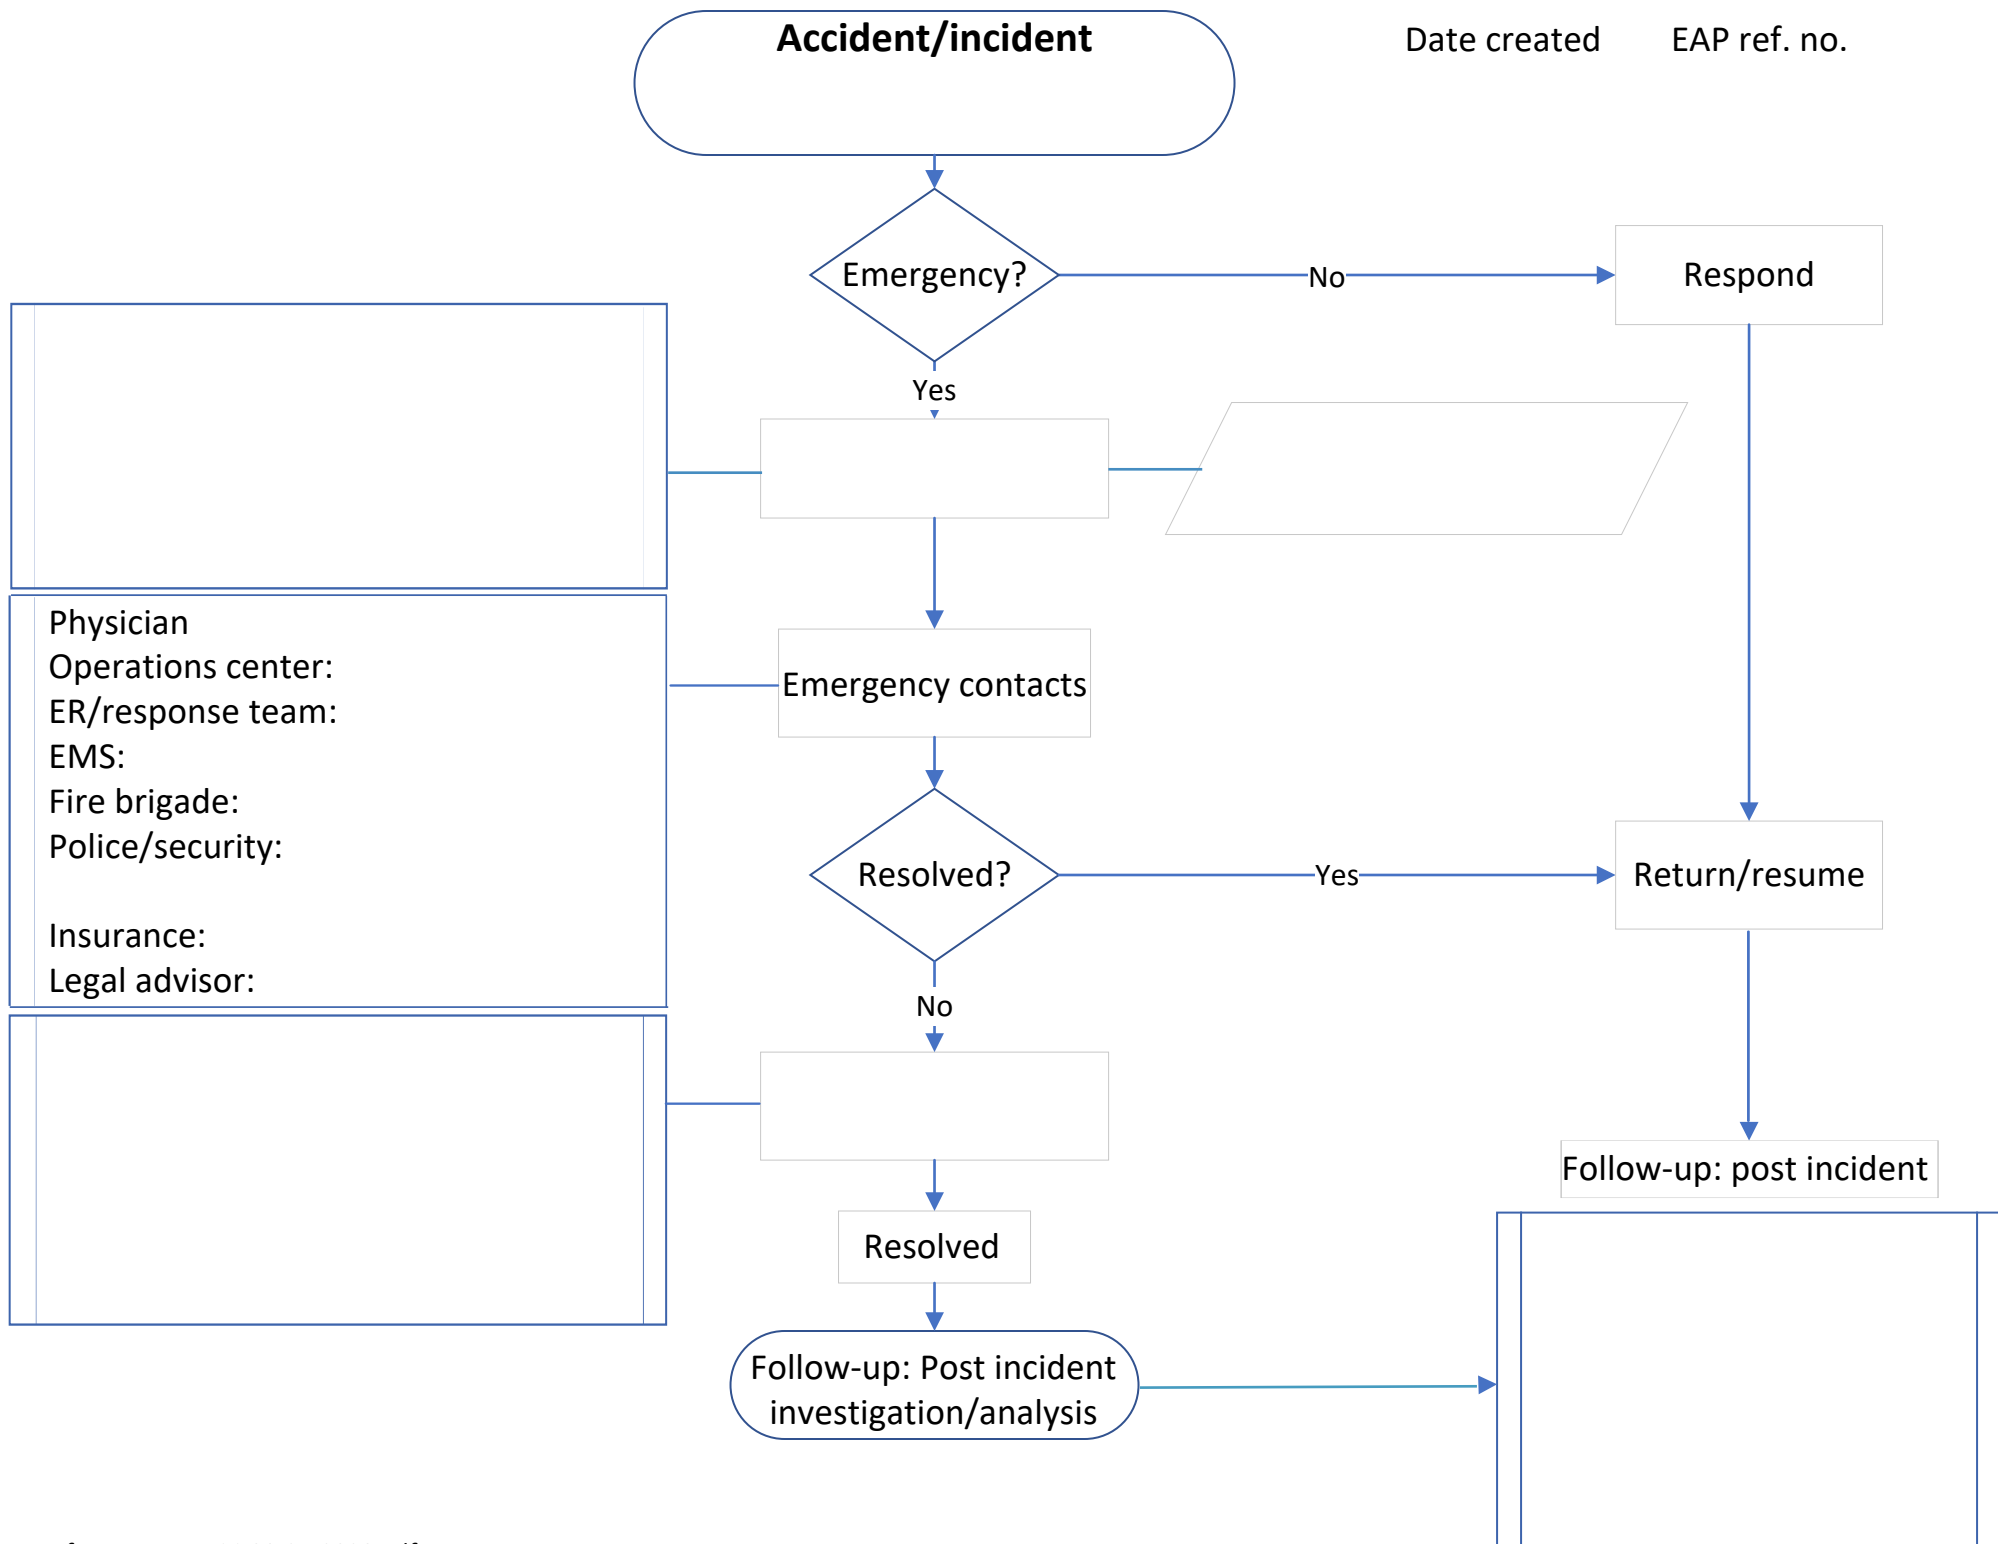 Accident/incident
Date created EAP ref. no.
Emergency?
No
Respond
Yes
Physician
Operations center:
ER/response team:
EMS:
Fire brigade:
Police/security:
Insurance:
Legal advisor:
Emergency contacts
Resolved?
Yes
Return/resume
No
Follow-up: post incident
Resolved
Follow-up: Post incident
investigation/analysis